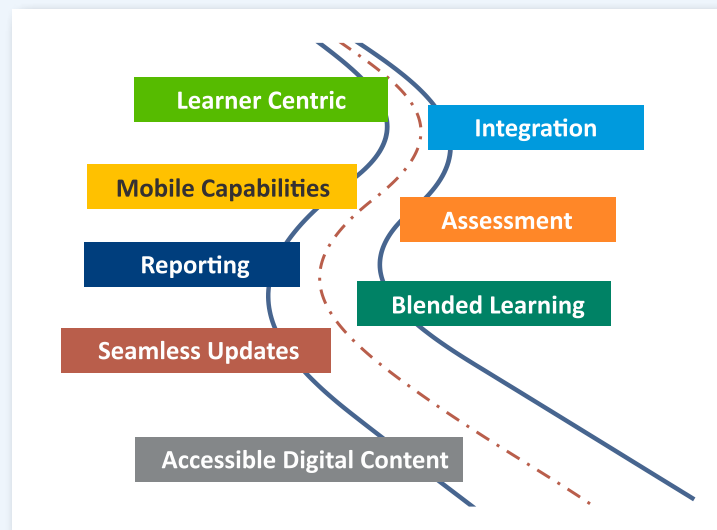 Learner Centric
Integration
Mobile Capabilities
Assessment
Reporting
Blended Learning
Seamless Updates
Accessible Digital Content